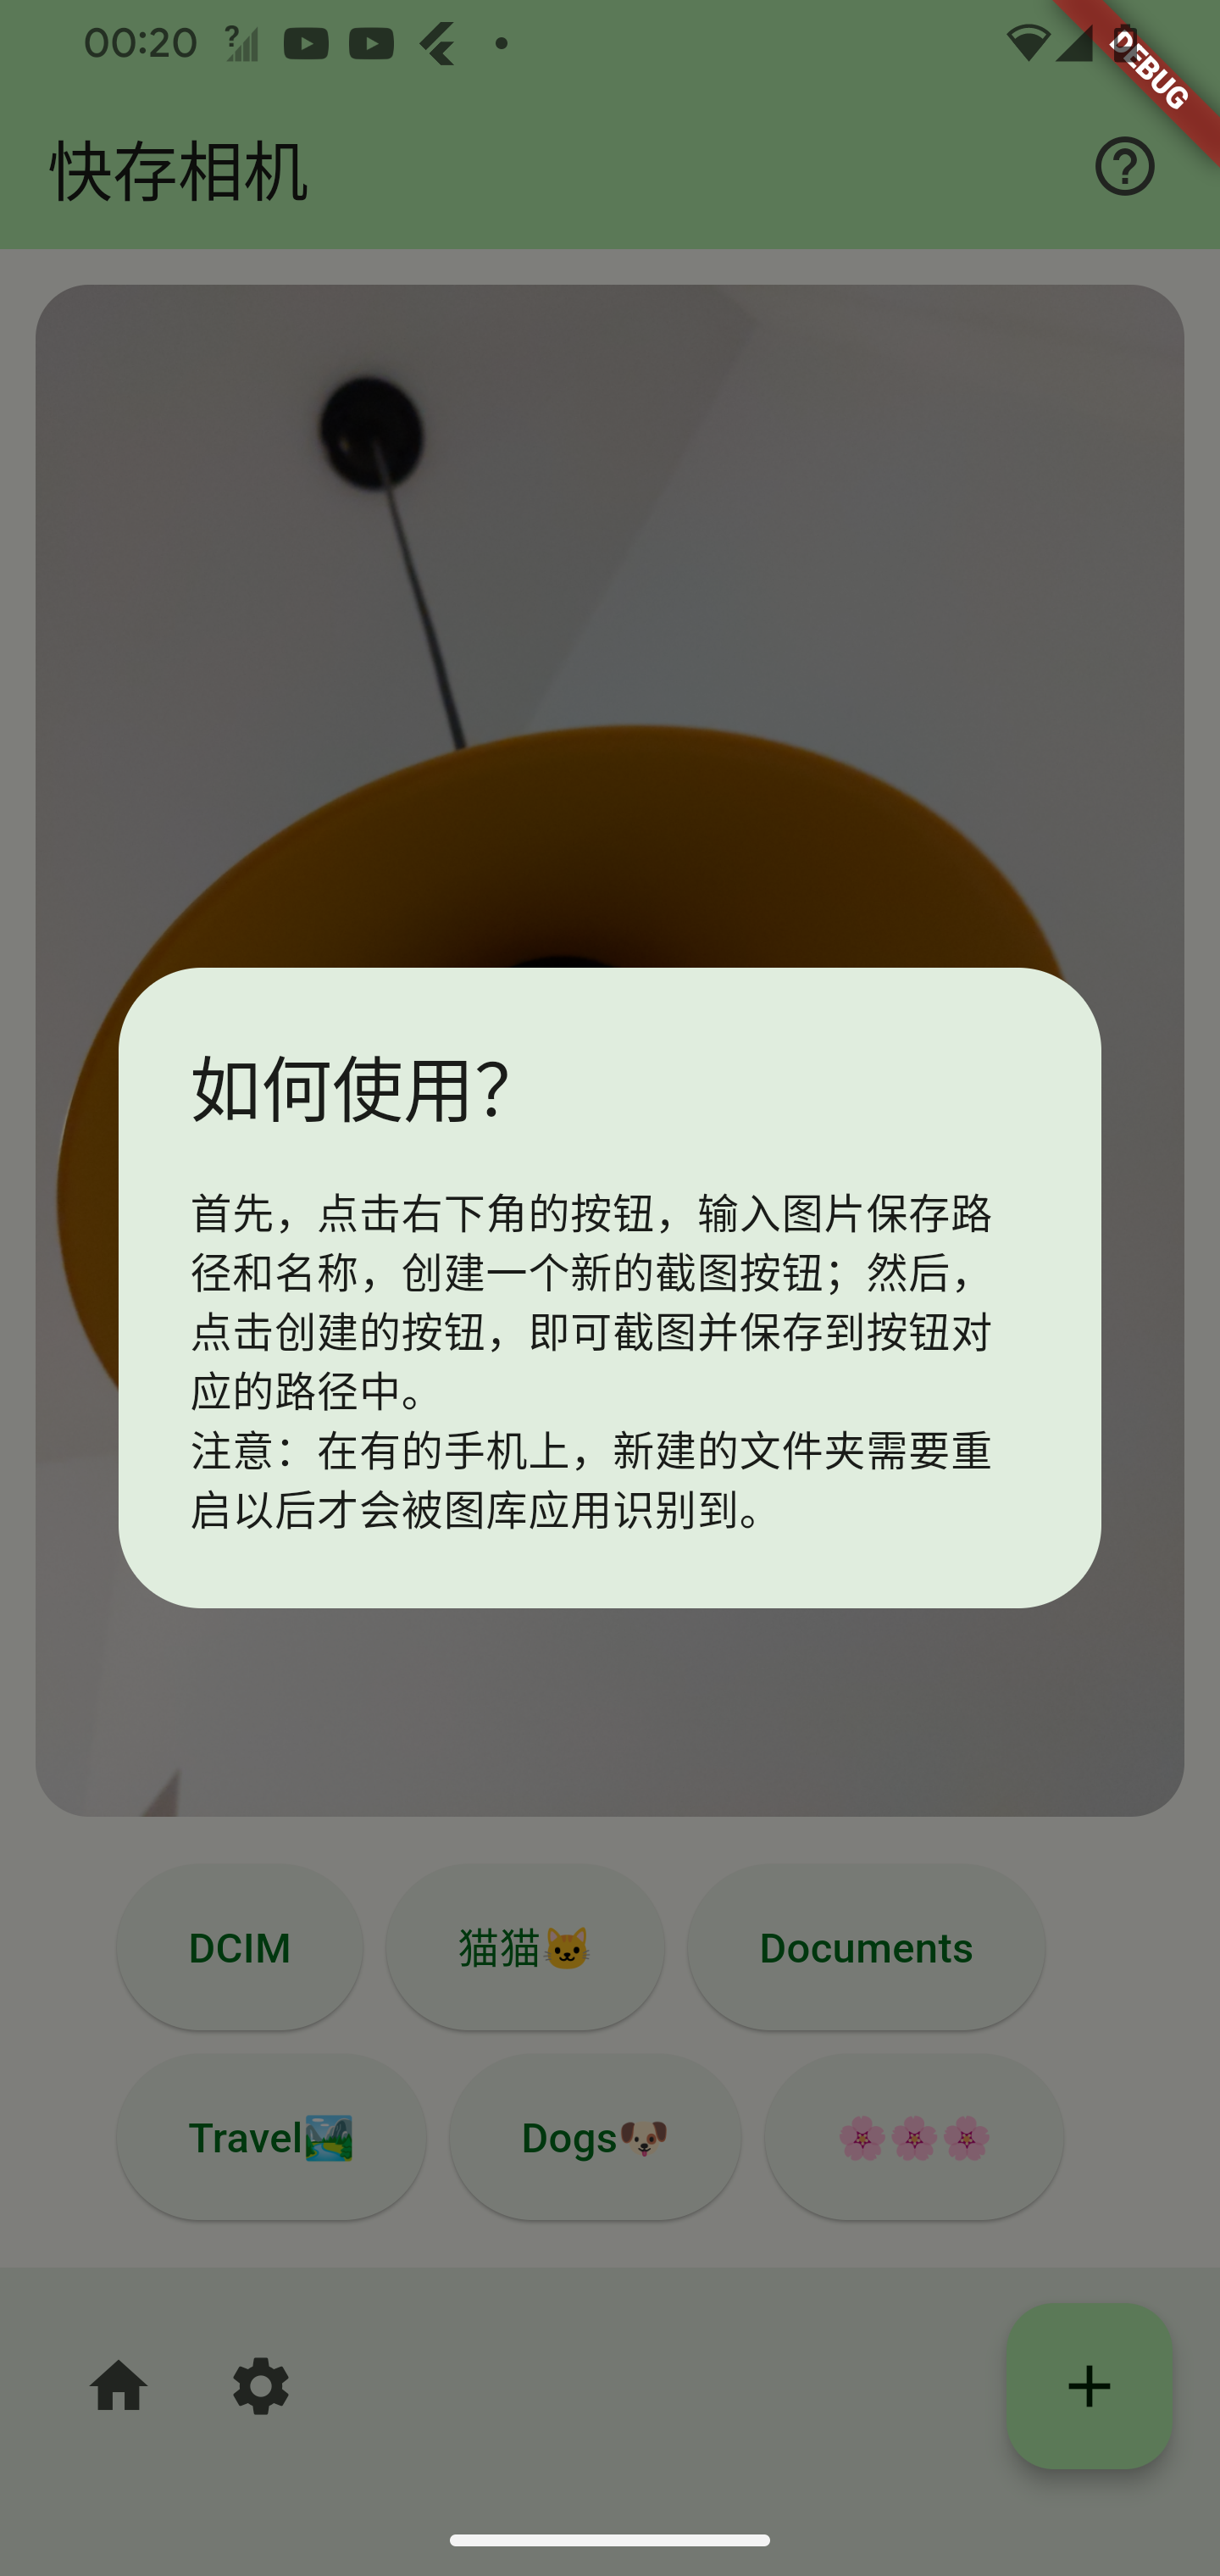 00:20
DEBUG
快存相机
如何使用？
首先，点击右下角的按钮，输入图片保存路
径和名称，创建一个新的截图按钮；然后，
点击创建的按钮，即可截图并保存到按钮对
应的路径中。
注意：在有的手机上，新建的文件夹需要重
启以后才会被图库应用识别到。
DCIM 猫猫🐱 Documents
Travel🏞️ Dogs🐶 🌸🌸🌸